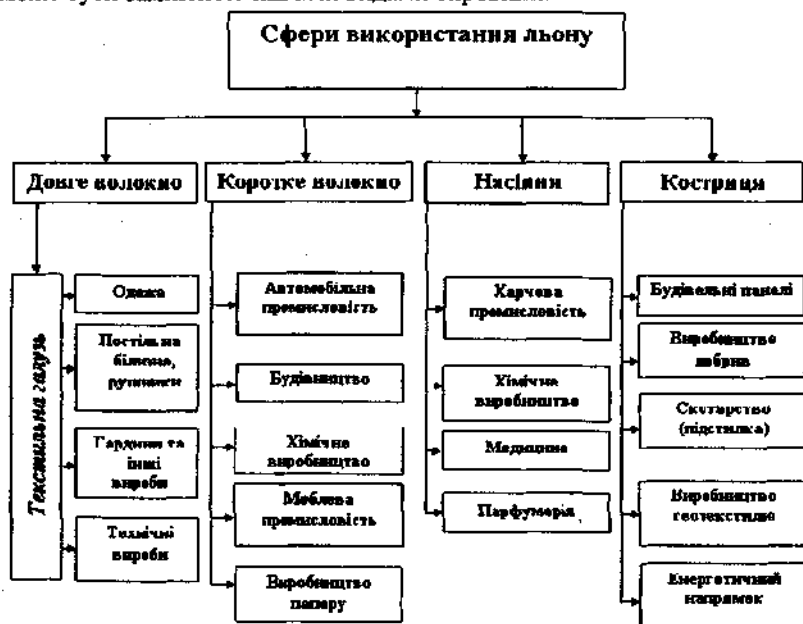 Сфери використання льону
Довге волокно
Коротке волокно
Насіння
Костриця
Текстильна галузь
Одежа
Постільна
білизна,
рушники
Гардини та
інші
вироби
Технічні
вироби
Автомобільна
промисловість
Будівництво
Хімічне
виробництво
Меблева
промисловість
Виробництво
паперу
Харчова
промисловість
Хімічне
виробництво
Медицина
Парфумерія
Будівельні панелі
Виробництво
добрив
Скотарство
(підстилка)
Виробництво
геотекстилю
Енергетичний
напрямок